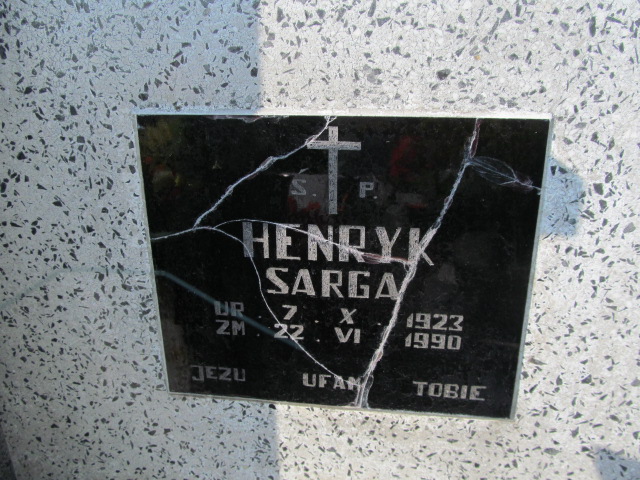 Ś. P.
HENRYK
SARGA
UR. 7. X. 1923
ZM. 22. VI. 1990
JEZU UFAM TOBIE